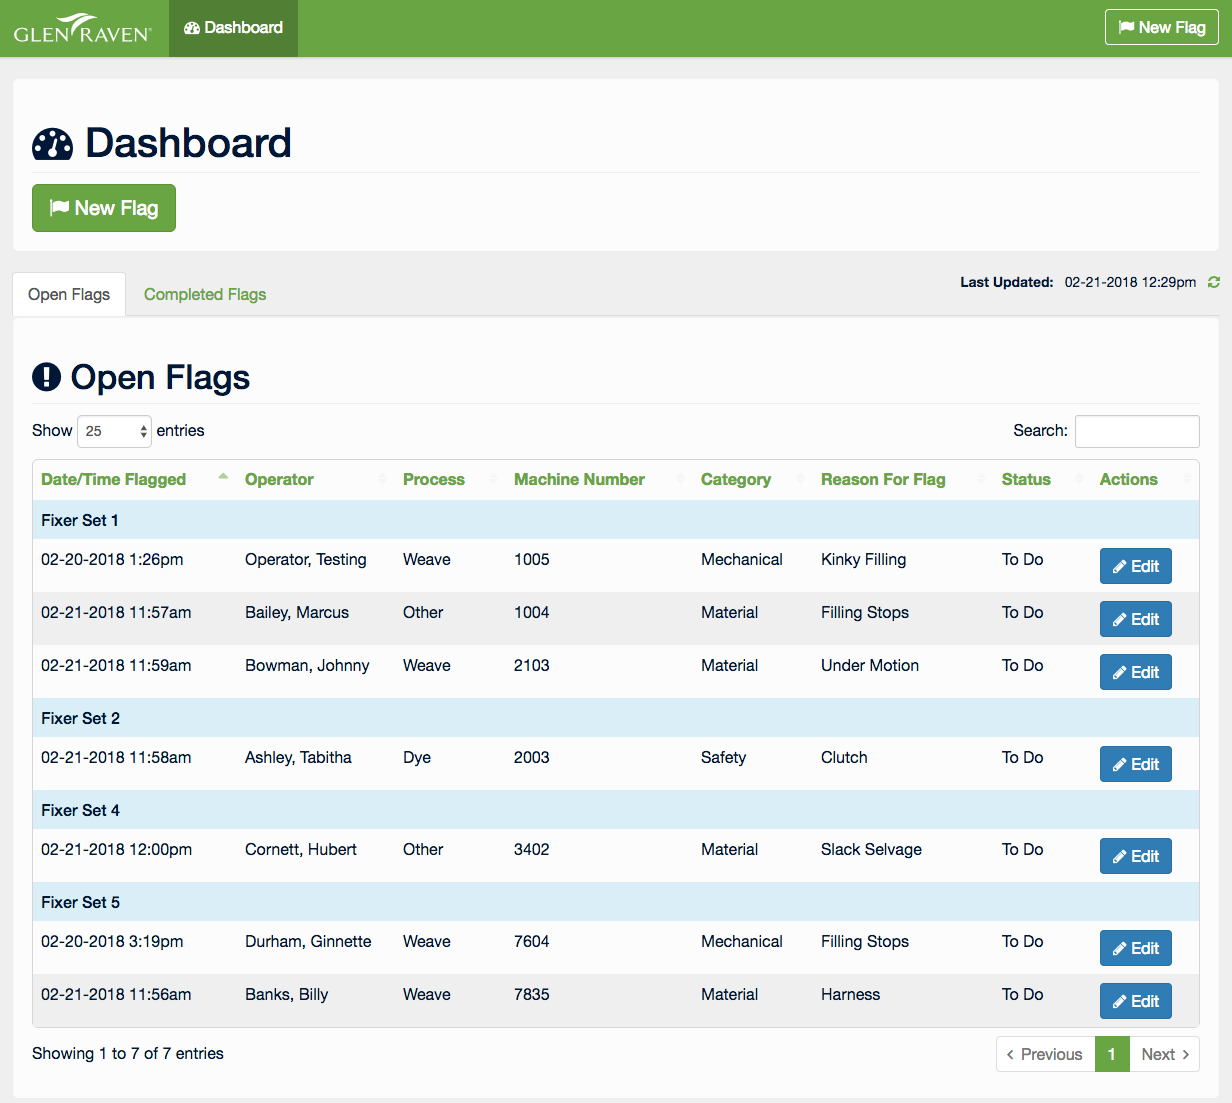 GLEN RAVEN Dashboard New Flag
Dashboard
New Flag
Open Flags Completed Flags Last Updated: 02-21-2018 12:29pm
Open Flags
Show 25 entries Search:
Date/Time Flagged Operator Process Machine Number Category Reason For Flag Status Actions
Fixer Set 1
02-20-2018 1:26pm Operator, Testing Weave 1005 Mechanical Kinky Filling To Do Edit
02-21-2018 11:57am Bailey, Marcus Other 1004 Material Filling Stops To Do Edit
02-21-2018 11:59am Bowman, Johnny Weave 2103 Material Under Motion To Do Edit
Fixer Set 2
02-21-2018 11:58am Ashley, Tabitha Dye 2003 Safety Clutch To Do Edit
Fixer Set 4
02-21-2018 12:00pm Cornett, Hubert Other 3402 Material Slack Selvage To Do Edit
Fixer Set 5
02-20-2018 3:19pm Durham, Ginnette Weave 7604 Mechanical Filling Stops To Do Edit
02-21-2018 11:56am Banks, Billy Weave 7835 Material Harness To Do Edit
Showing 1 to 7 of 7 entries ‹ Previous 1 Next ›